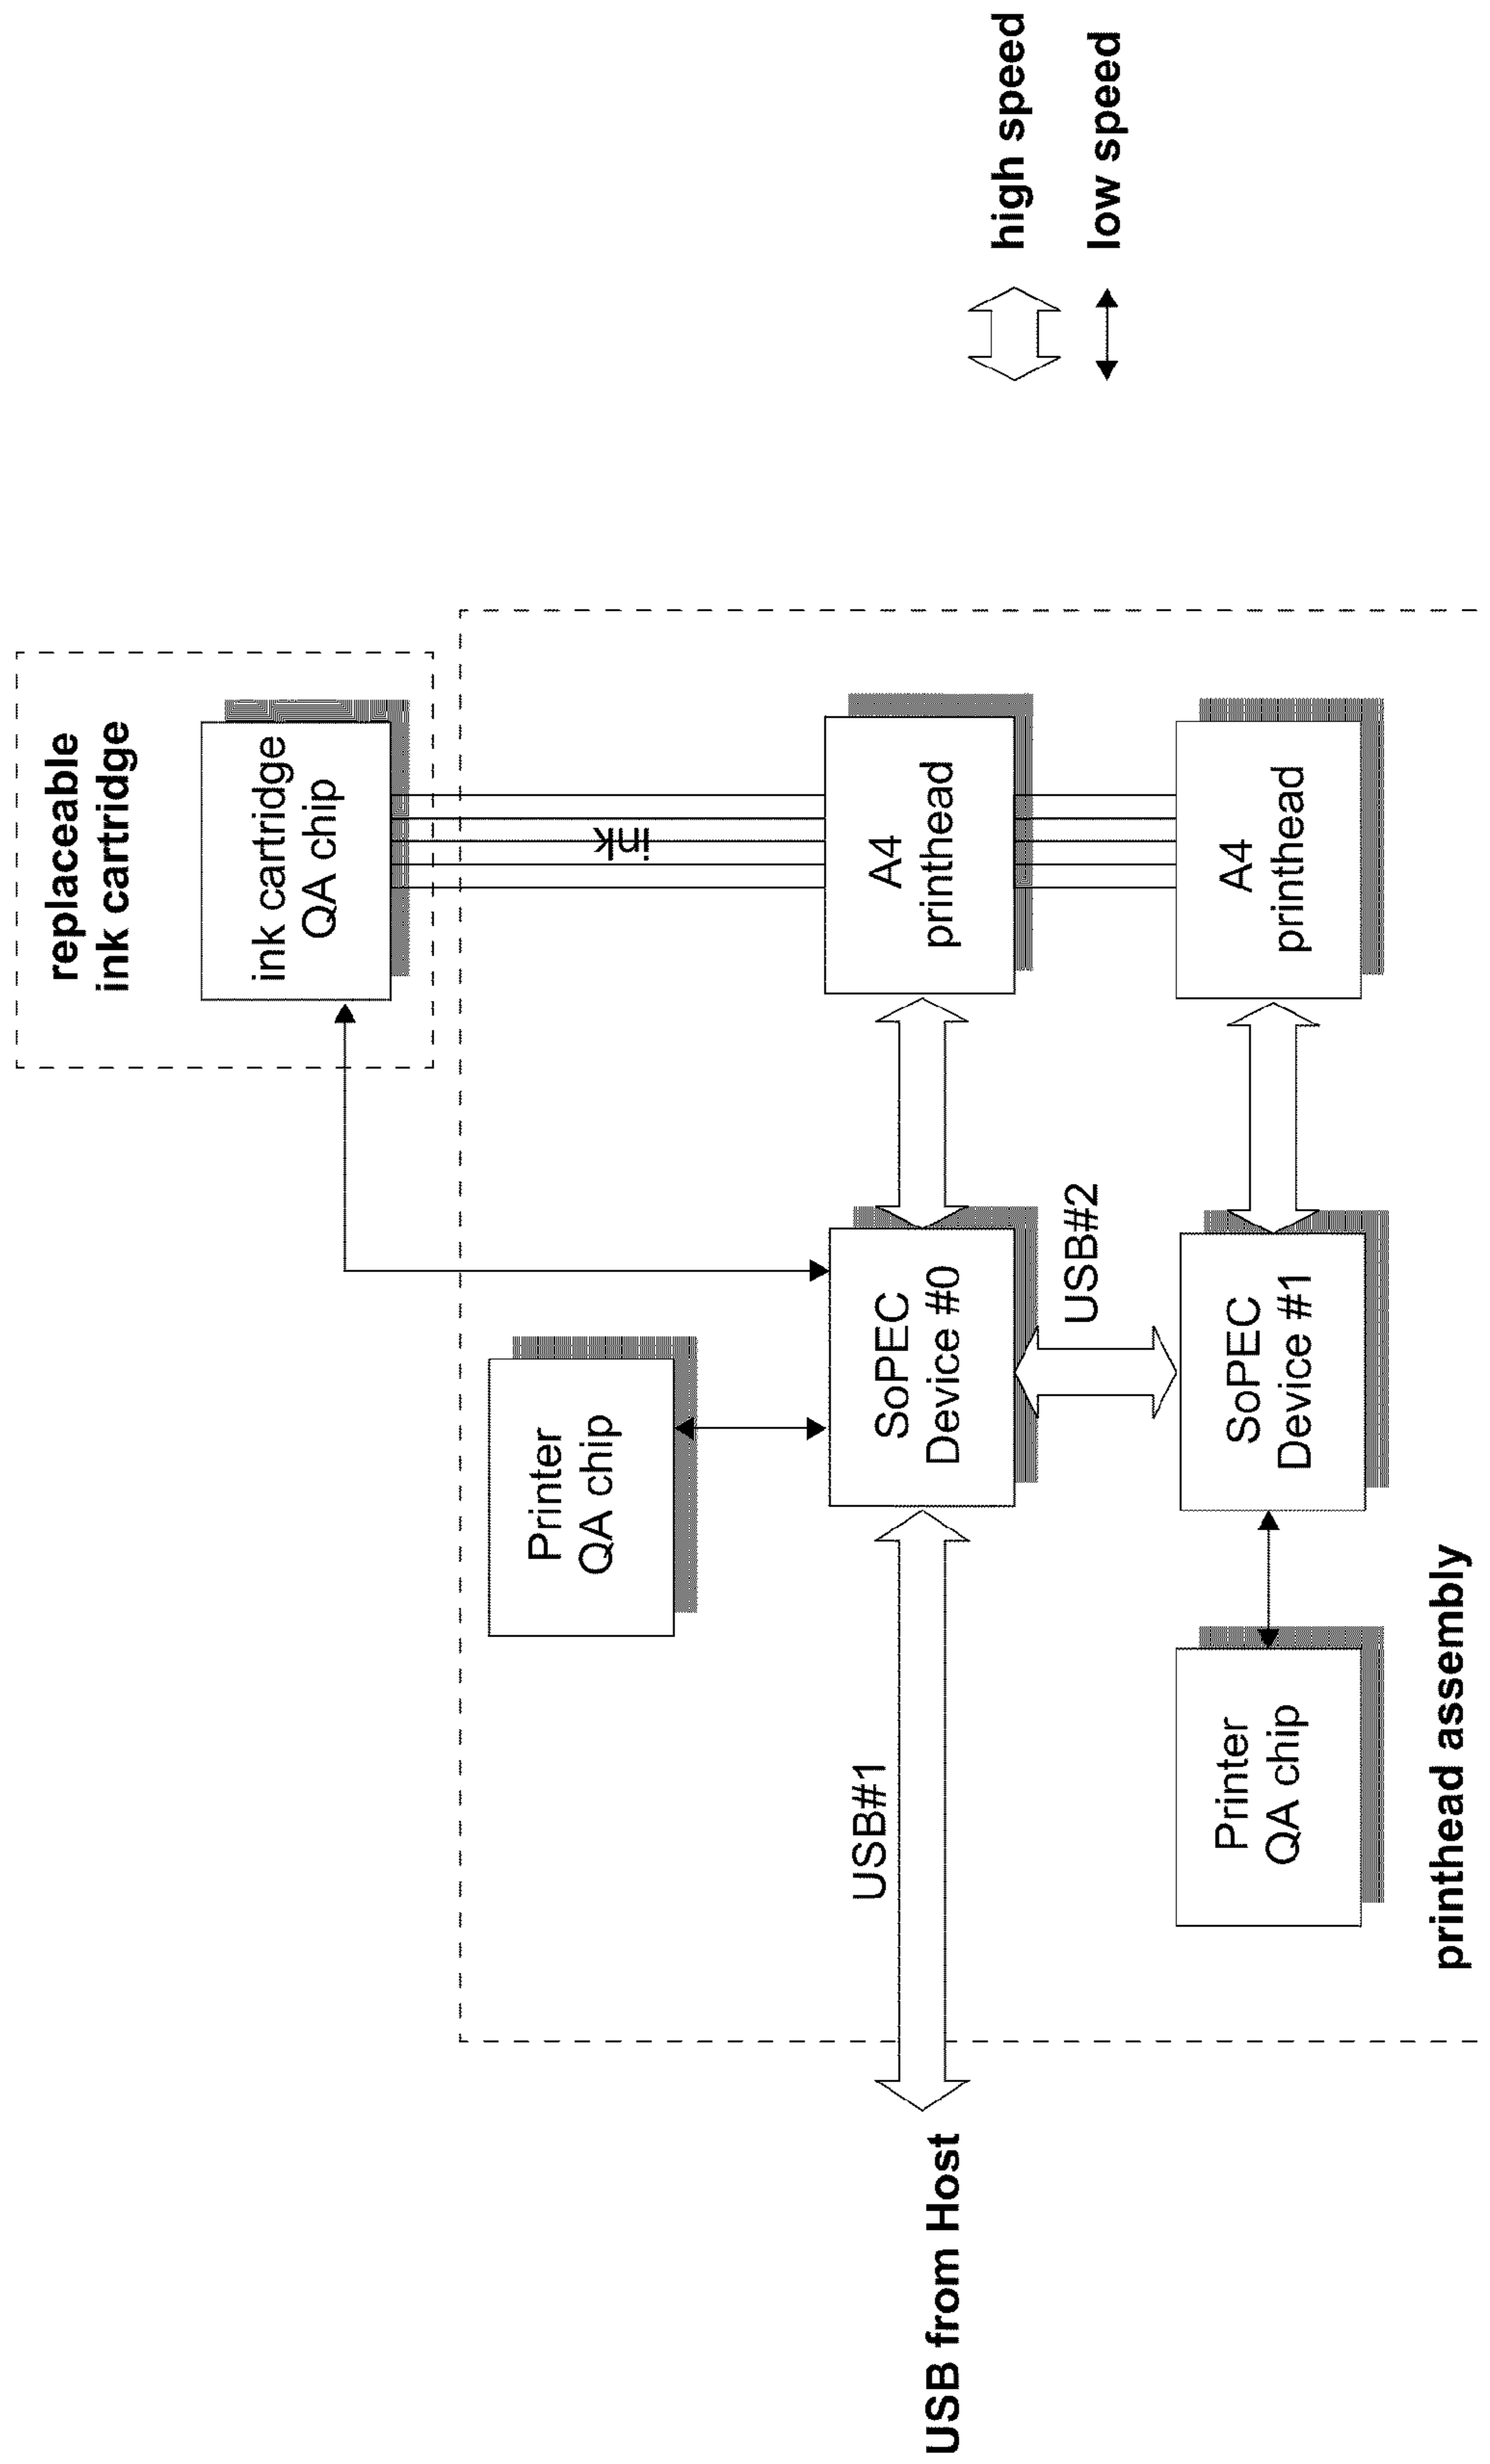 replaceable
ink cartridge
ink cartridge
QA chip
ink
Printer
QA chip
USB from Host
USB#1
SoPEC
Device #0
A4
printhead
USB#2
Printer
QA chip
SoPEC
Device #1
A4
printhead
printhead assembly
high speed
low speed